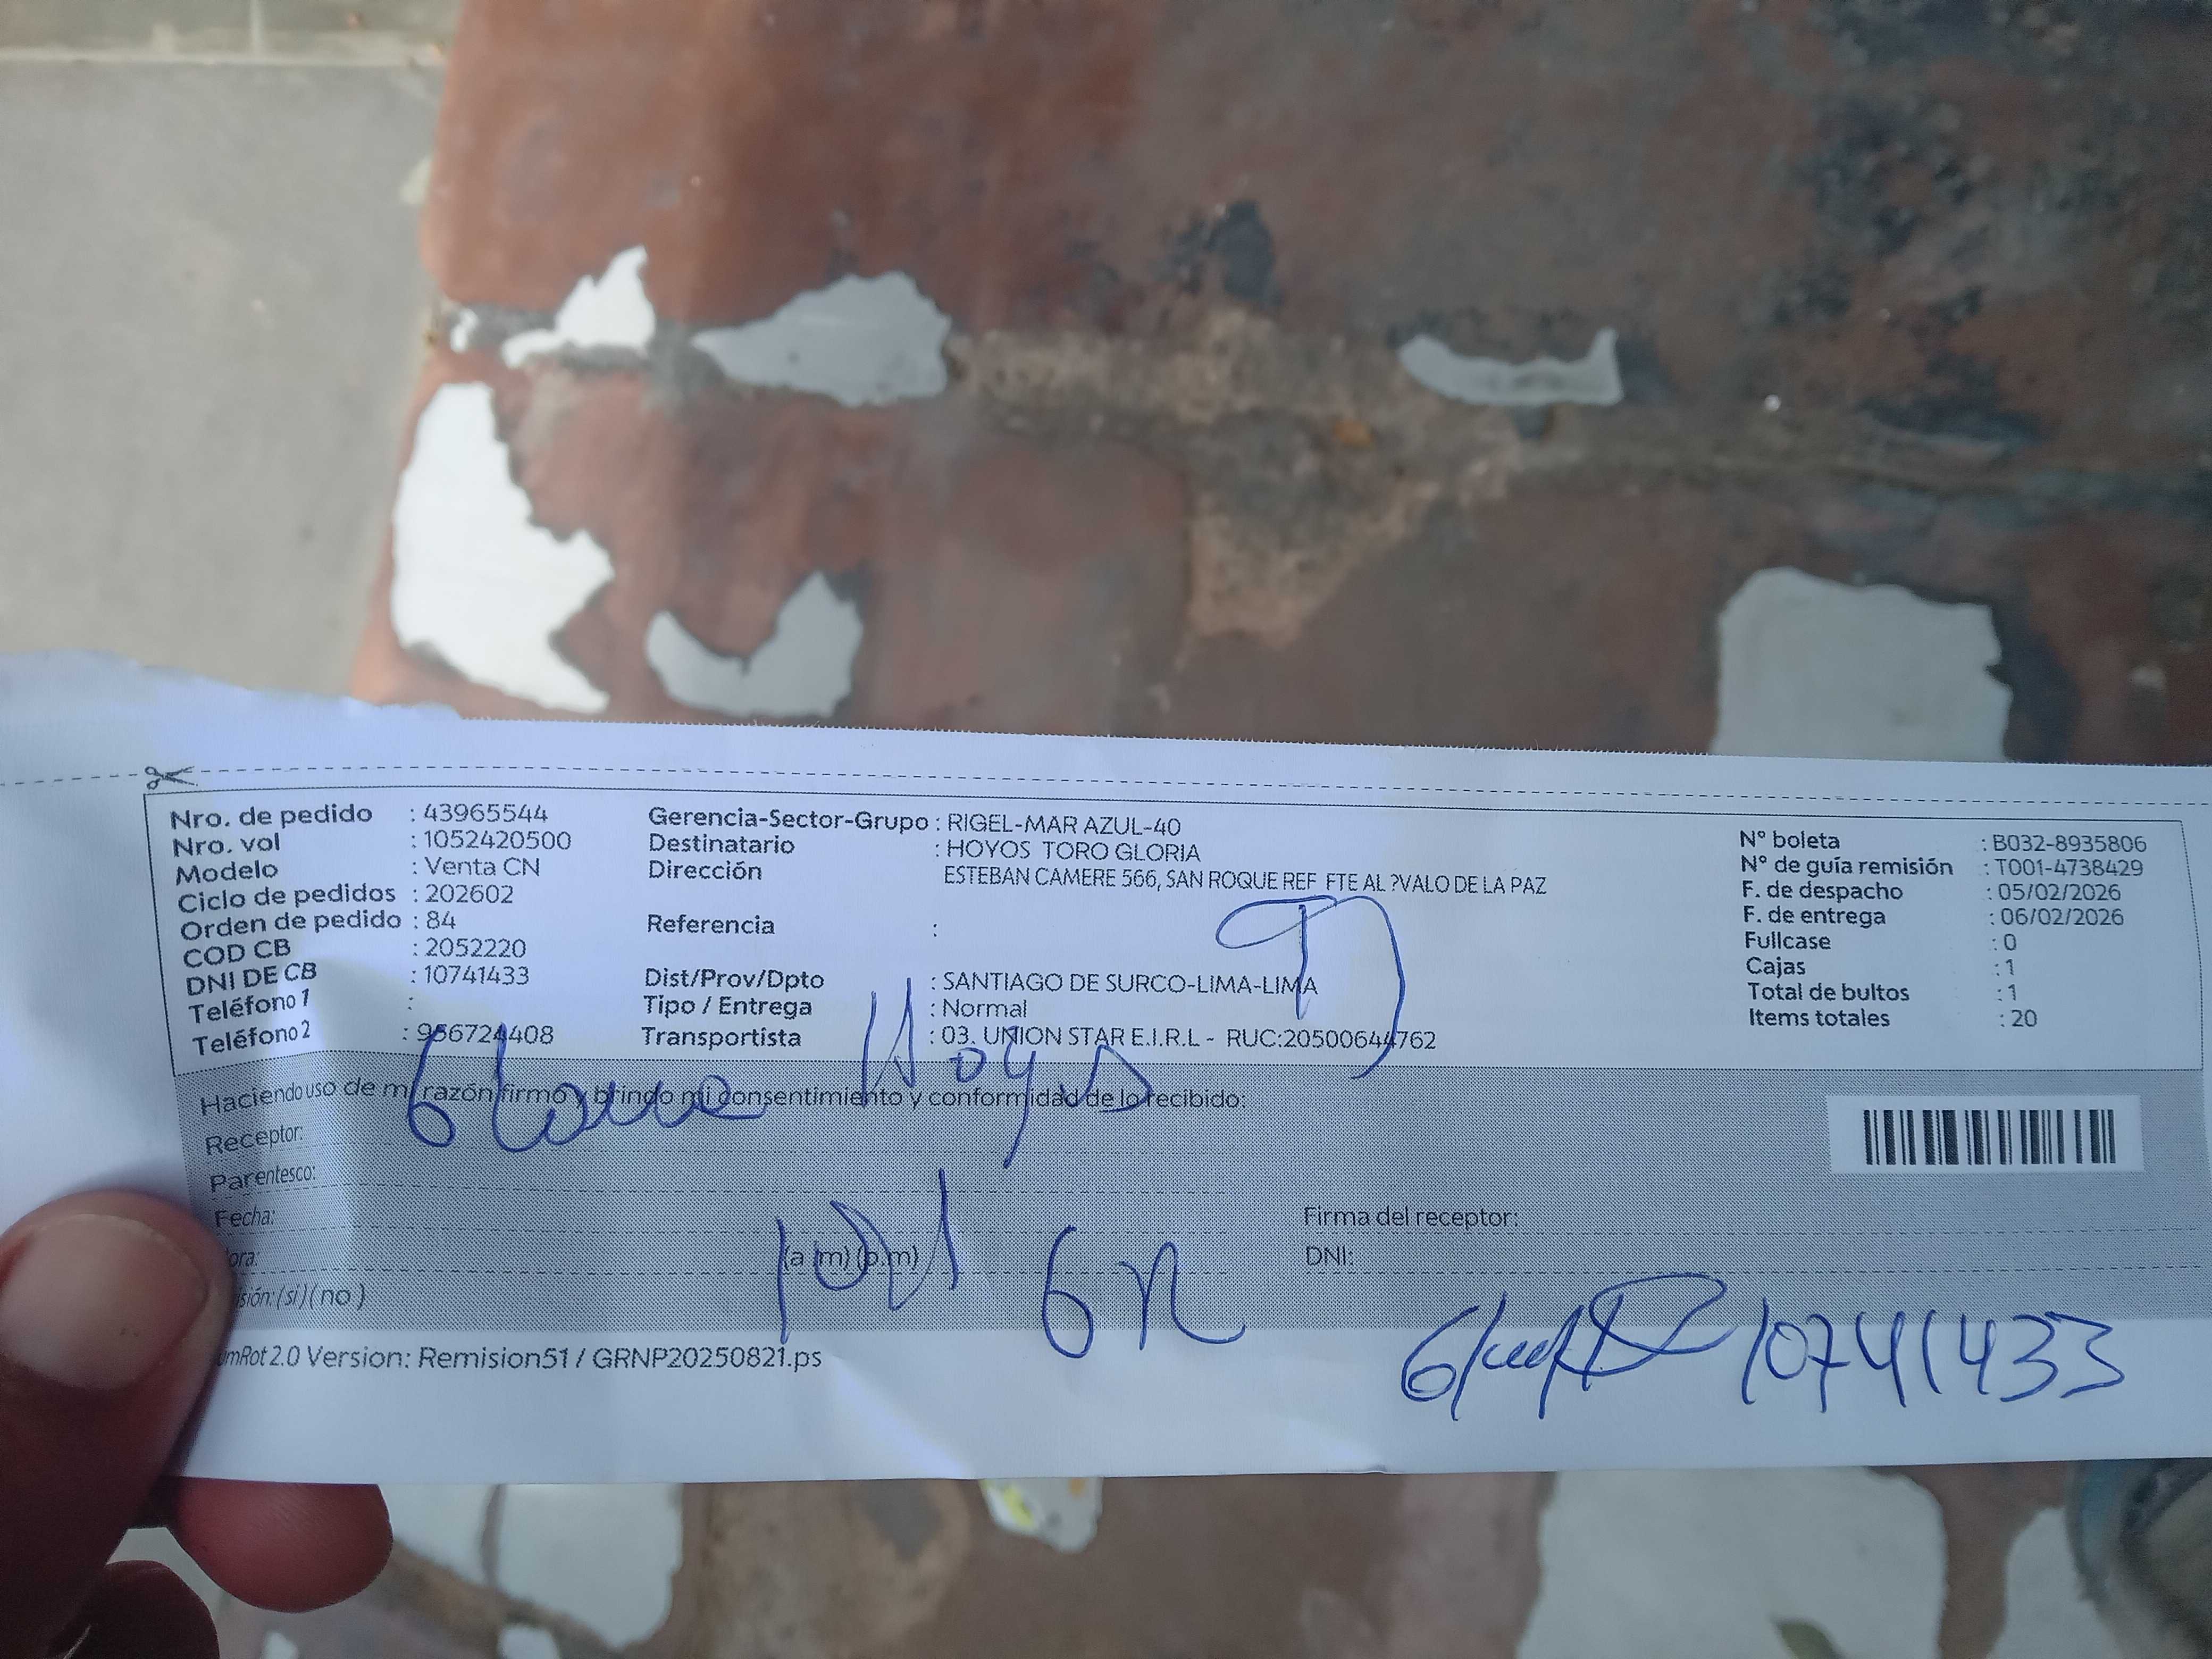 Nro. de pedido : 43965544
Nro. vol : 1052420500
Modelo : Venta CN
Ciclo de pedidos : 202602
Orden de pedido : 84
COD CB : 2052220
DNI DE CB : 10741433
Teléfono 1 :
Teléfono 2 : 956724408
Gerencia-Sector-Grupo : RIGEL-MAR AZUL-40
Destinatario : HOYOS TORO GLORIA
Dirección ESTEBAN CAMERE 566, SAN ROQUE REF FTE AL ?VALO DE LA PAZ
Referencia :
Dist/Prov/Dpto : SANTIAGO DE SURCO-LIMA-LIMA
Tipo / Entrega : Normal
Transportista : 03. UNION STAR E.I.R.L - RUC:20500644762
N° boleta : B032-8935806
N° de guía remisión : T001-4738429
F. de despacho : 05/02/2026
F. de entrega : 06/02/2026
Fullcase : 0
Cajas : 1
Total de bultos : 1
Items totales : 20
Haciendo uso de mi razón firmo y brindo mi consentimiento y conformidad de lo recibido:
Hoyos
Receptor:
Parentesco:
Fecha:
ora: (a.m) (p.m)
isión: (si) (no)
Firma del receptor:
DNI:
10741433
umRot 2.0 Version: Remision51 / GRNP20250821.ps